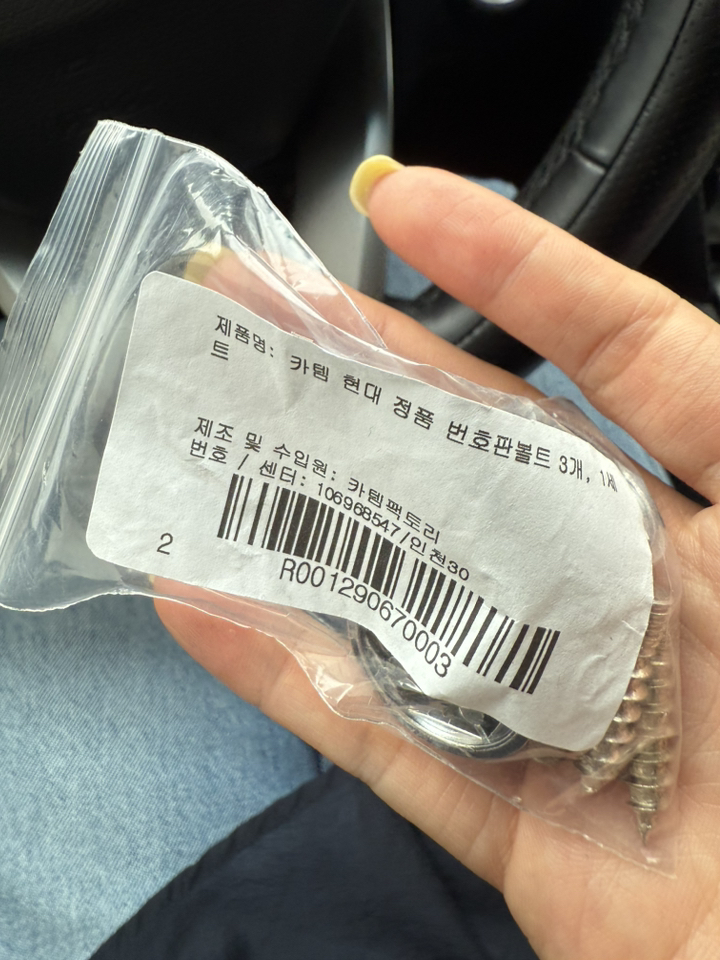 제품명: 카템 현대 정품 번호판볼트 3개, 1세
트
제조 및 수입원: 카템팩토리
번호 / 센터: 106968547/인천30
R001290670003
2